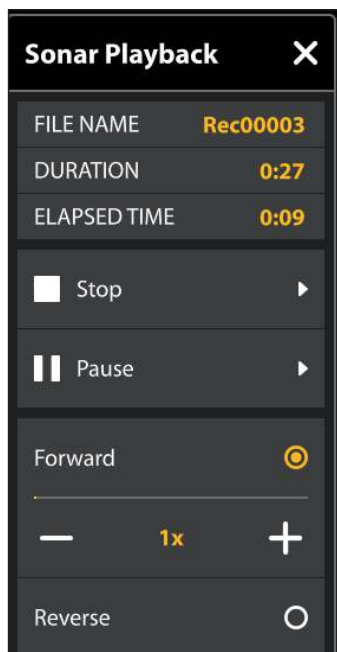 Sonar Playback
FILE NAME Rec00003
DURATION 0:27
ELAPSED TIME 0:09
Stop
Pause
Forward
1x
Reverse